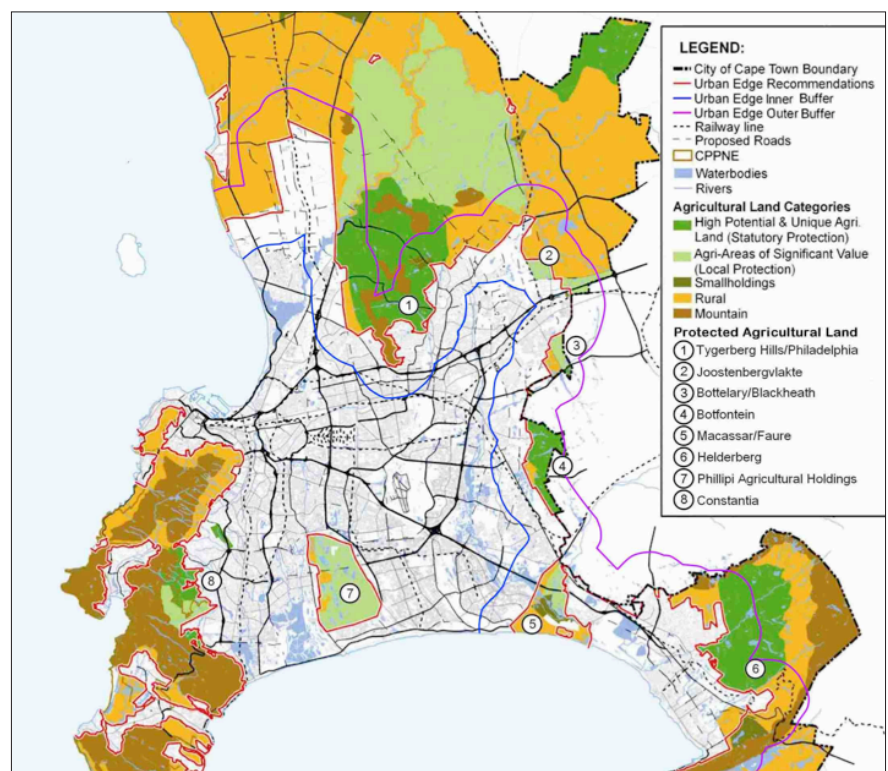 LEGEND:
City of Cape Town Boundary
Urban Edge Recommendations
Urban Edge Inner Buffer
Urban Edge Outer Buffer
Railway line
Proposed Roads
CPPNE
Waterbodies
Rivers
Agricultural Land Categories
High Potential & Unique Agri.
Land (Statutory Protection)
Agri-Areas of Significant Value
(Local Protection)
Smallholdings
Rural
Mountain
Protected Agricultural Land
1 Tygerberg Hills/Philadelphia
2 Joostenbergvlakte
3 Bottelary/Blackheath
4 Botfontein
5 Macassar/Faure
6 Helderberg
7 Phillipi Agricultural Holdings
8 Constantia
2
1
3
4
8
7
5
6